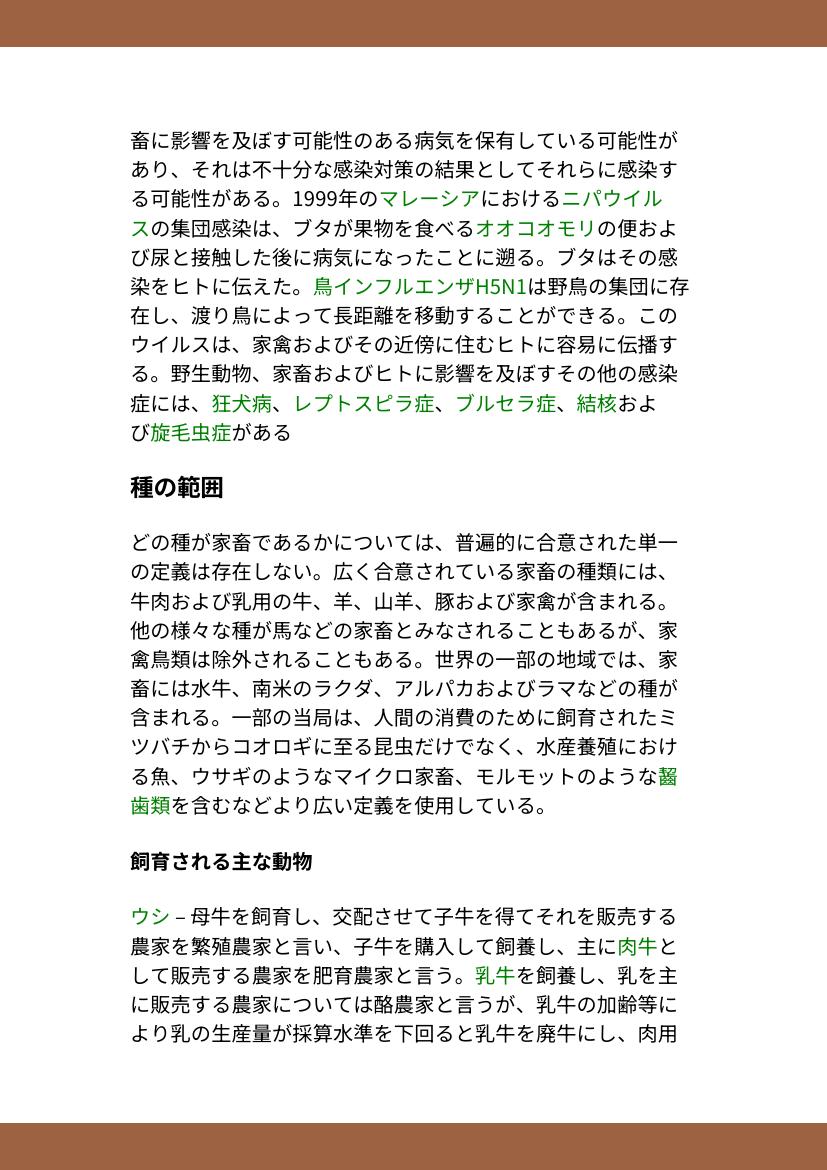 畜に影響を及ぼす可能性のある病気を保有している可能性が
あり、それは不十分な感染対策の結果としてそれらに感染す
る可能性がある。1999年のマレーシアにおけるニパウイル
スの集団感染は、ブタが果物を食べるオオコオモリの便およ
び尿と接触した後に病気になったことに遡る。ブタはその感
染をヒトに伝えた。鳥インフルエンザH5N1は野鳥の集団に存
在し、渡り鳥によって長距離を移動することができる。この
ウイルスは、家禽およびその近傍に住むヒトに容易に伝播す
る。野生動物、家畜およびヒトに影響を及ぼすその他の感染
症には、狂犬病、レプトスピラ症、ブルセラ症、結核およ
び旋毛虫症がある
種の範囲
どの種が家畜であるかについては、普遍的に合意された単一
の定義は存在しない。広く合意されている家畜の種類には、
牛肉および乳用の牛、羊、山羊、豚および家禽が含まれる。
他の様々な種が馬などの家畜とみなされることもあるが、家
禽鳥類は除外されることもある。世界の一部の地域では、家
畜には水牛、南米のラクダ、アルパカおよびラマなどの種が
含まれる。一部の当局は、人間の消費のために飼育されたミ
ツバチからコオロギに至る昆虫だけでなく、水産養殖におけ
る魚、ウサギのようなマイクロ家畜、モルモットのような齧
歯類を含むなどより広い定義を使用している。
飼育される主な動物
ウシ – 母牛を飼育し、交配させて子牛を得てそれを販売する
農家を繁殖農家と言い、子牛を購入して飼養し、主に肉牛と
して販売する農家を肥育農家と言う。乳牛を飼養し、乳を主
に販売する農家については酪農家と言うが、乳牛の加齢等に
より乳の生産量が採算水準を下回ると乳牛を廃牛にし、肉用